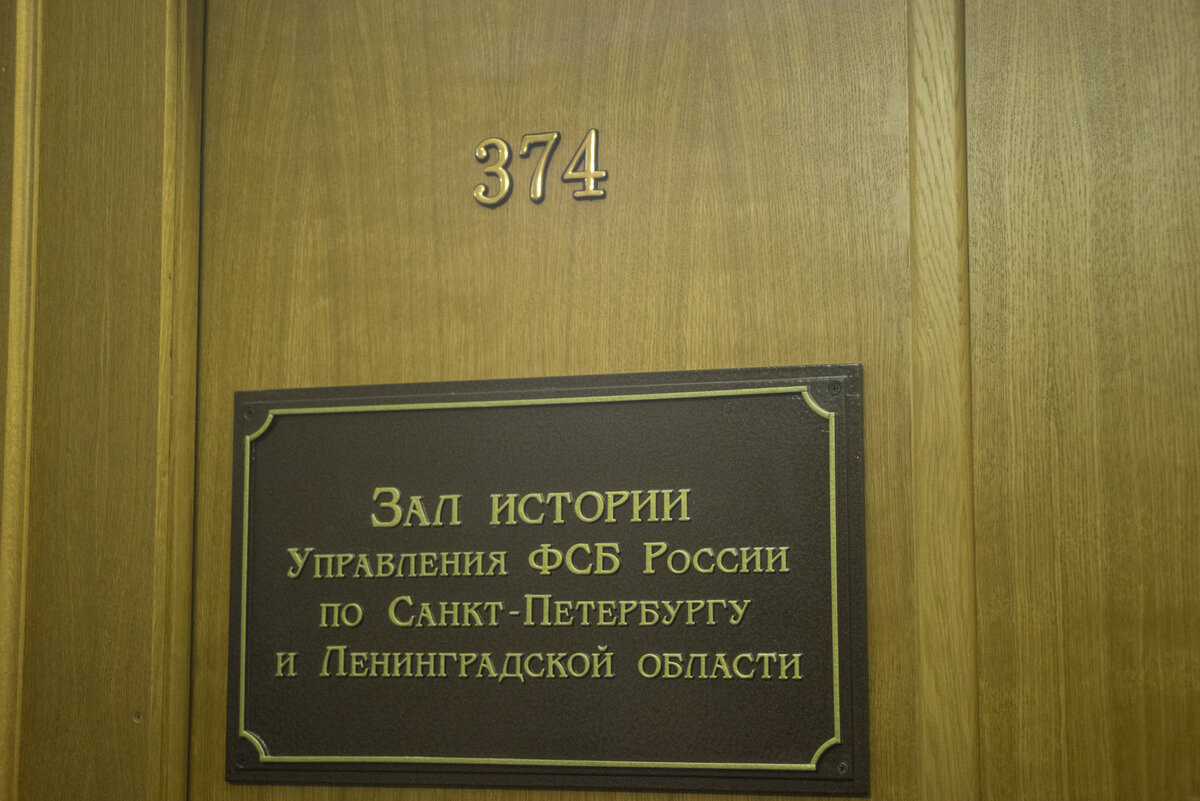 374
Зал истории
Управления ФСБ России
по Санкт-Петербургу
и Ленинградской области